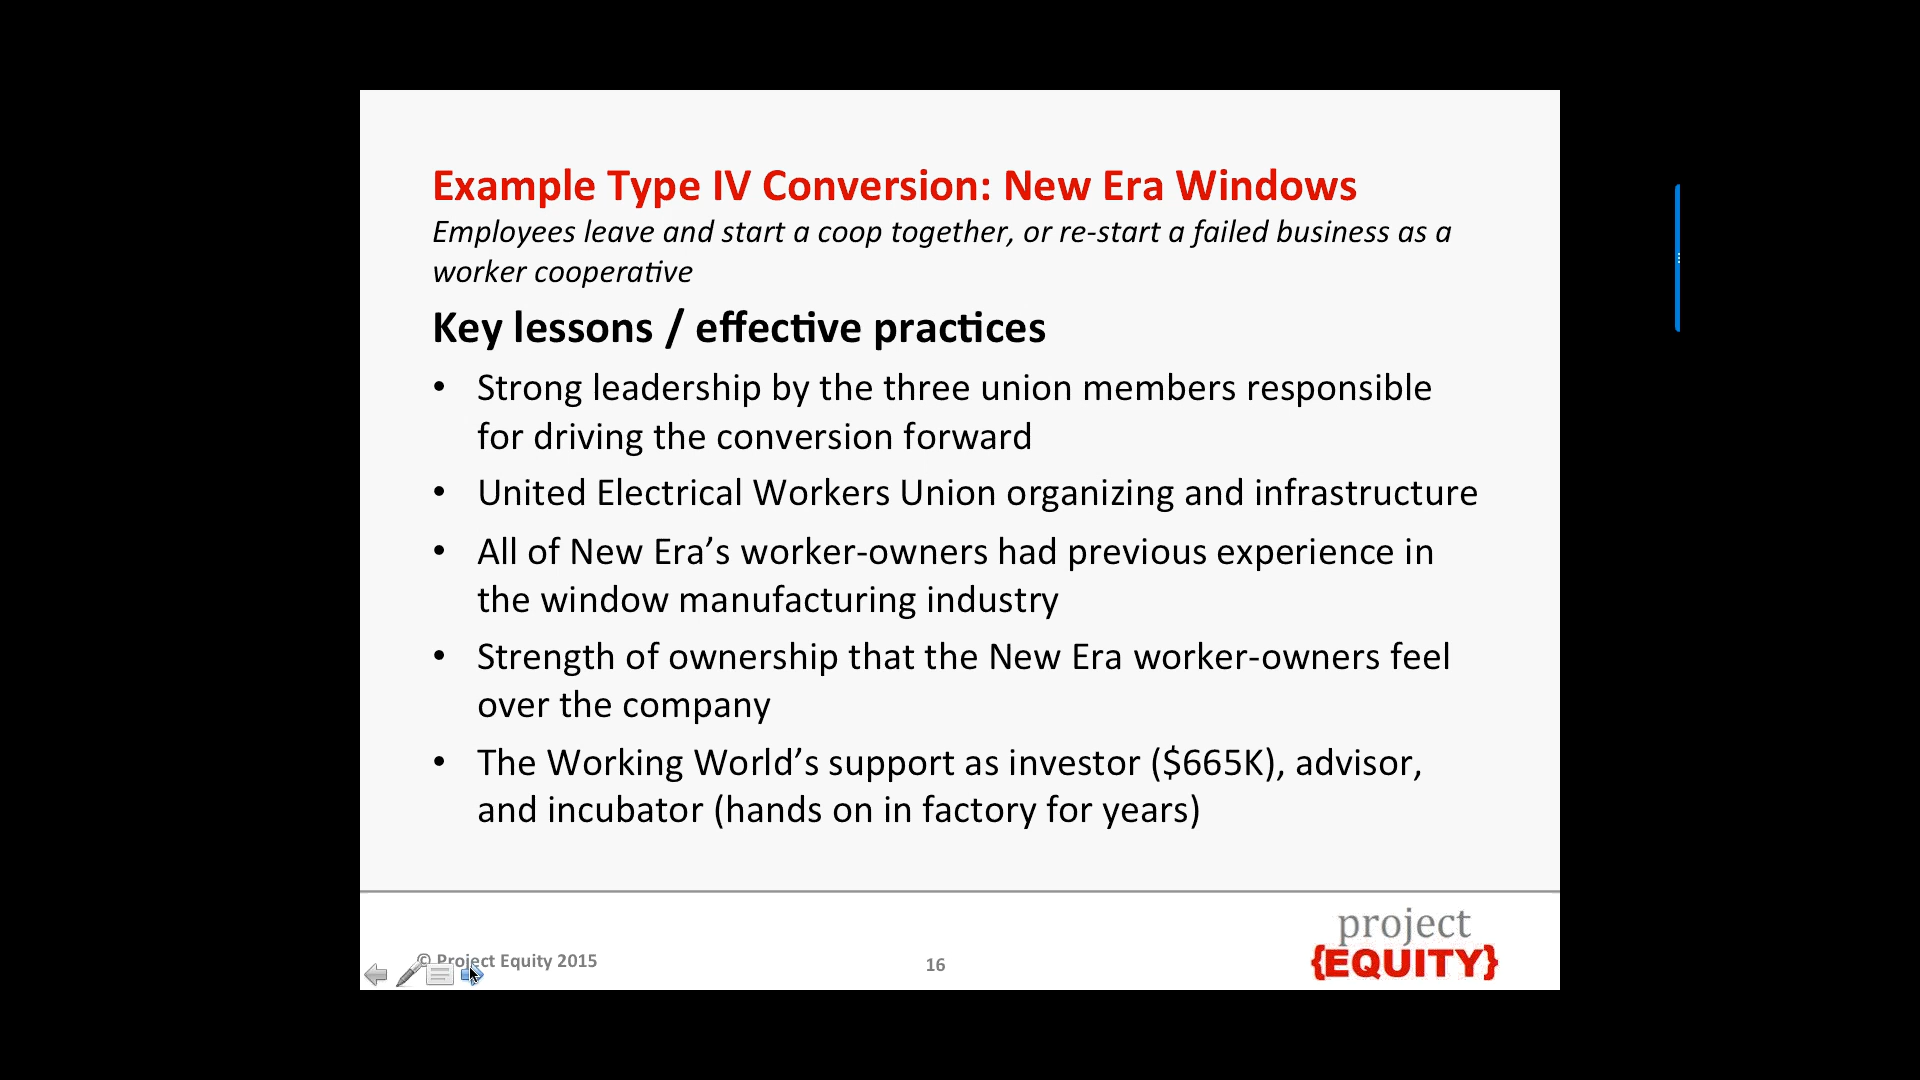 Example Type IV Conversion: New Era Windows
Employees leave and start a coop together, or re-start a failed business as a
worker cooperative
Key lessons / effective practices
• Strong leadership by the three union members responsible
for driving the conversion forward
• United Electrical Workers Union organizing and infrastructure
• All of New Era’s worker-owners had previous experience in
the window manufacturing industry
• Strength of ownership that the New Era worker-owners feel
over the company
• The Working World’s support as investor ($665K), advisor,
and incubator (hands on in factory for years)
© Project Equity 2015
16
project
{EQUITY}